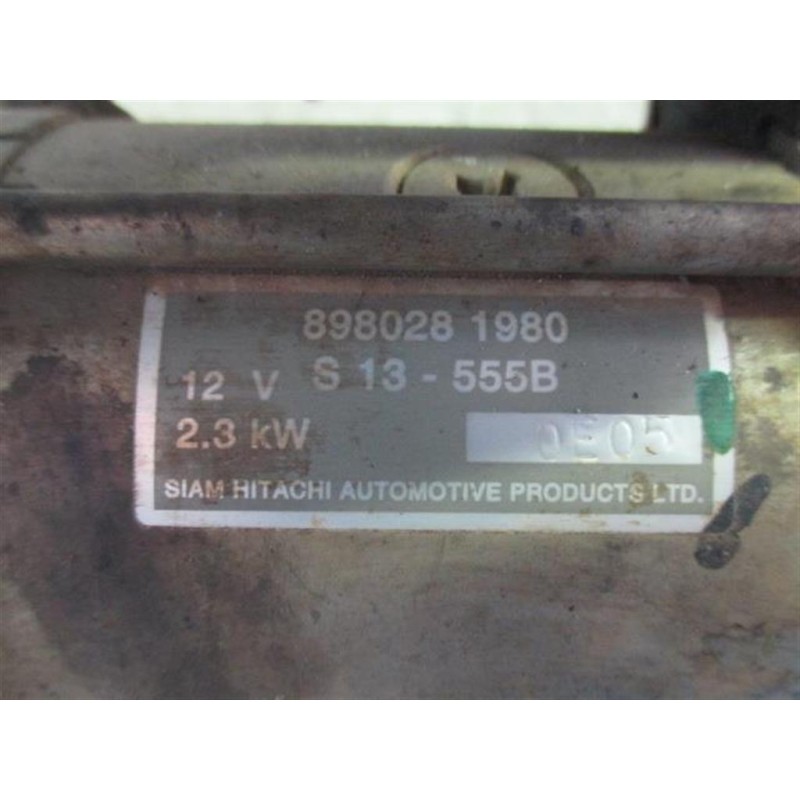 898028 1980
12 V S 13 - 555B
2.3 kW 0E05
SIAM HITACHI AUTOMOTIVE PRODUCTS LTD.